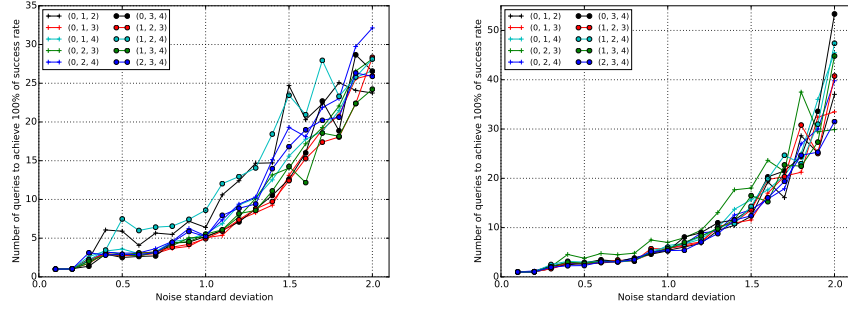 Number of queries to achieve 100% of success rate
35
30
25
20
15
10
5
0
(0, 1, 2) (0, 3, 4)
(0, 1, 3) (1, 2, 3)
(0, 1, 4) (1, 2, 4)
(0, 2, 3) (1, 3, 4)
(0, 2, 4) (2, 3, 4)
0.0 0.5 1.0 1.5 2.0
Noise standard deviation
Number of queries to achieve 100% of success rate
50
40
30
20
10
0
(0, 1, 2) (0, 3, 4)
(0, 1, 3) (1, 2, 3)
(0, 1, 4) (1, 2, 4)
(0, 2, 3) (1, 3, 4)
(0, 2, 4) (2, 3, 4)
0.0 0.5 1.0 1.5 2.0
Noise standard deviation